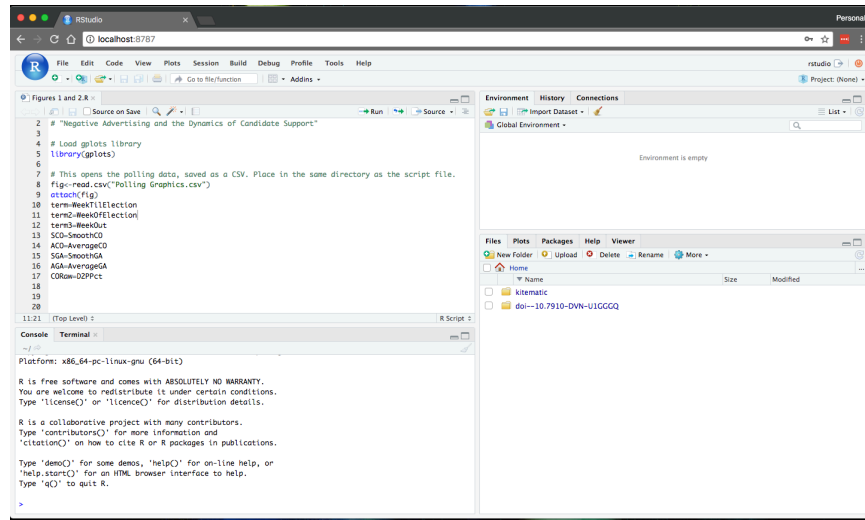 RStudio
Personal
localhost:8787
R File Edit Code View Plots Session Build Debug Profile Tools Help
rstudio
Go to file/function Addins
Project: (None)
Figures 1 and 2.R
Source on Save Run Source
2 # "Negative Advertising and the Dynamics of Candidate Support"
3
4 # Load gplots library
5 library(gplots)
6
7 # This opens the polling data, saved as a CSV. Place in the same directory as the script file.
8 fig<-read.csv("Polling Graphics.csv")
9 attach(fig)
10 term=WeekTilElection
11 term2=WeekOfElection
12 term3=WeekOut
13 SCO=SmoothCO
14 ACO=AverageCO
15 SGA=SmoothGA
16 AGA=AverageGA
17 CORaw=D2PPct
18
19
20
11:21 (Top Level) R Script
Console Terminal
~/
Platform: x86_64-pc-linux-gnu (64-bit)
R is free software and comes with ABSOLUTELY NO WARRANTY.
You are welcome to redistribute it under certain conditions.
Type 'license()' or 'licence()' for distribution details.
R is a collaborative project with many contributors.
Type 'contributors()' for more information and
'citation()' on how to cite R or R packages in publications.
Type 'demo()' for some demos, 'help()' for on-line help, or
'help.start()' for an HTML browser interface to help.
Type 'q()' to quit R.
>
Environment History Connections
Import Dataset List
Global Environment
Environment is empty
Files Plots Packages Help Viewer
New Folder Upload Delete Rename More
Home
...
Name Size Modified
kitematic
doi--10.7910-DVN-U1GGGQ